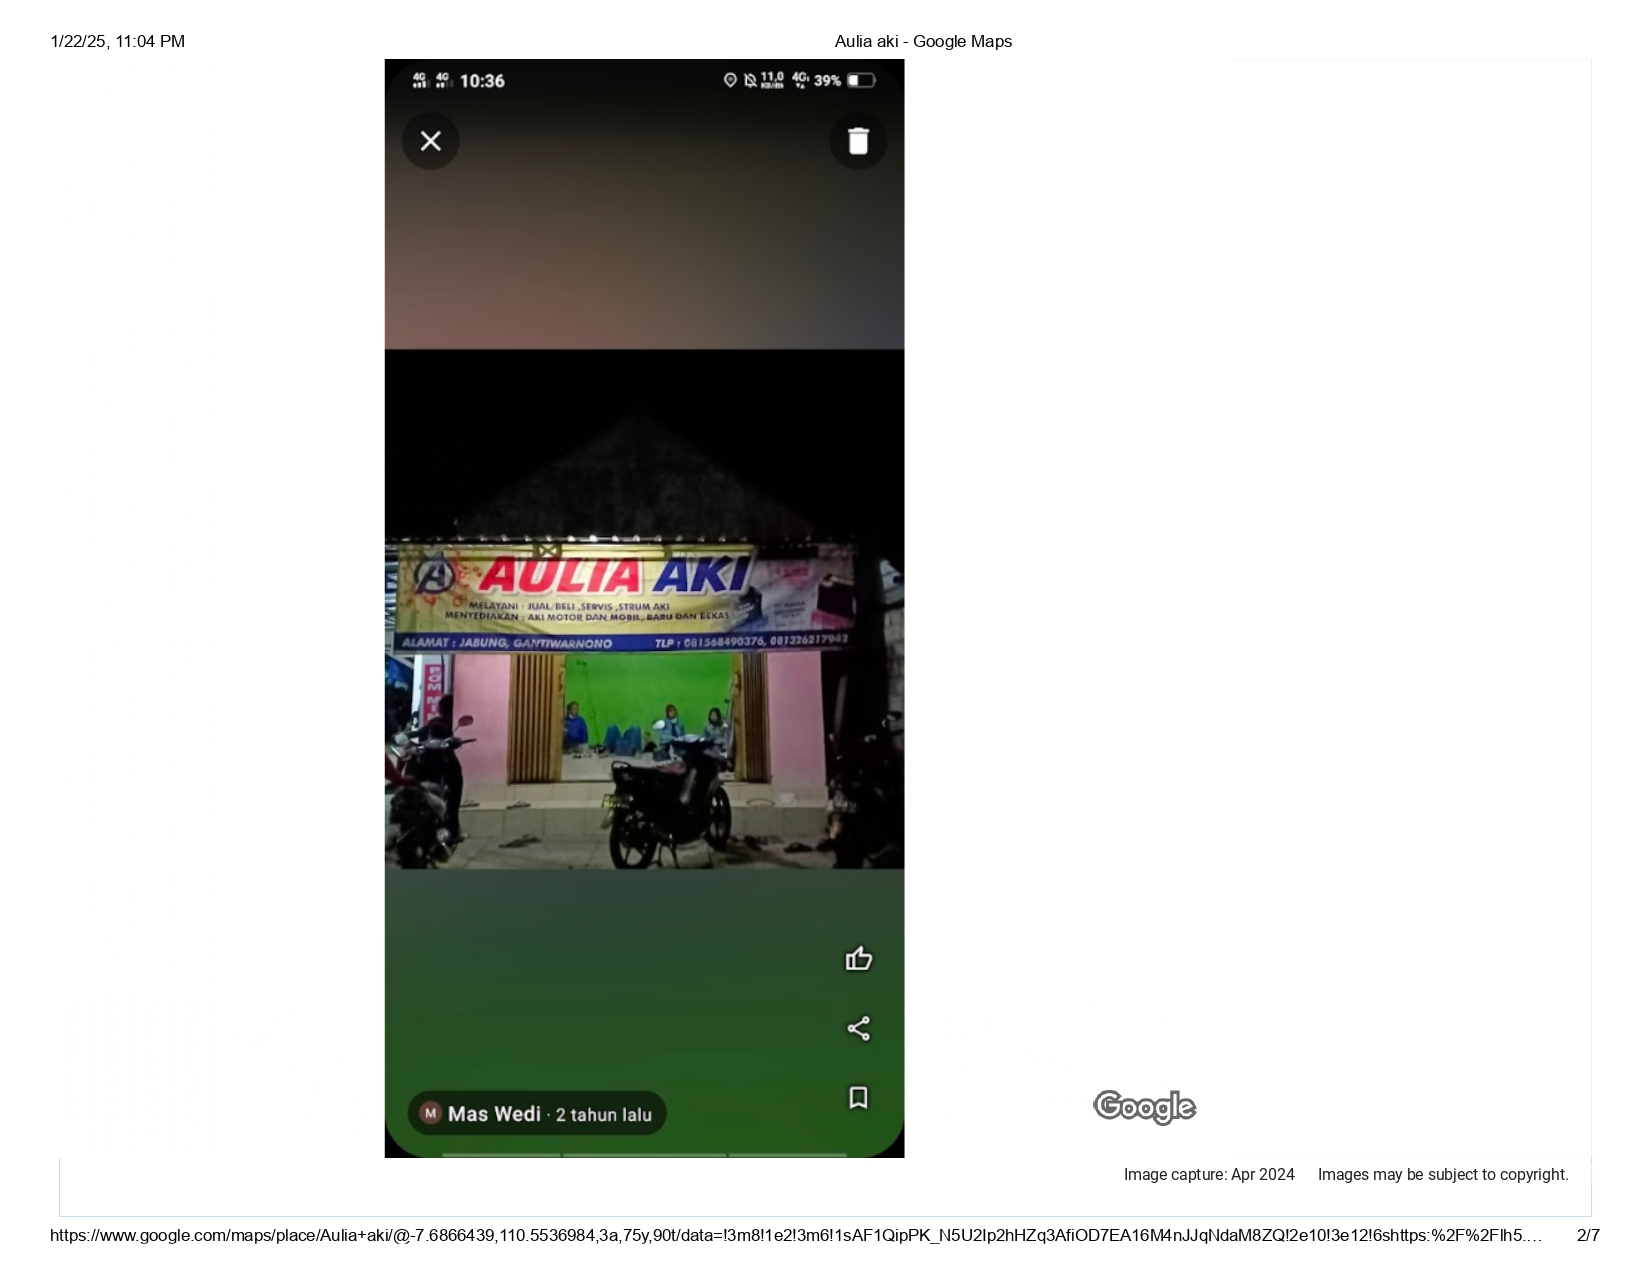 1/22/25, 11:04 PM
Aulia aki - Google Maps
4G 4G 10:36
11,0 KB/dtk 4G 39%
A AULIA AKI
MELAYANI : JUAL/BELI ,SERVIS ,STRUM AKI
MENYEDIAKAN : AKI MOTOR DAN MOBIL, BARU DAN BEKAS
ALAMAT : JABUNG, GANTIWARNONO TLP : 081568490376, 081326217942
POM MINI
M Mas Wedi · 2 tahun lalu
Google
Image capture: Apr 2024 Images may be subject to copyright.
https://www.google.com/maps/place/Aulia+aki/@-7.6866439,110.5536984,3a,75y,90t/data=!3m8!1e2!3m6!1sAF1QipPK_N5U2Ip2hHZq3AfiOD7EA16M4nJJqNdaM8ZQ!2e10!3e12!6shttps:%2F%2Flh5.… 2/7